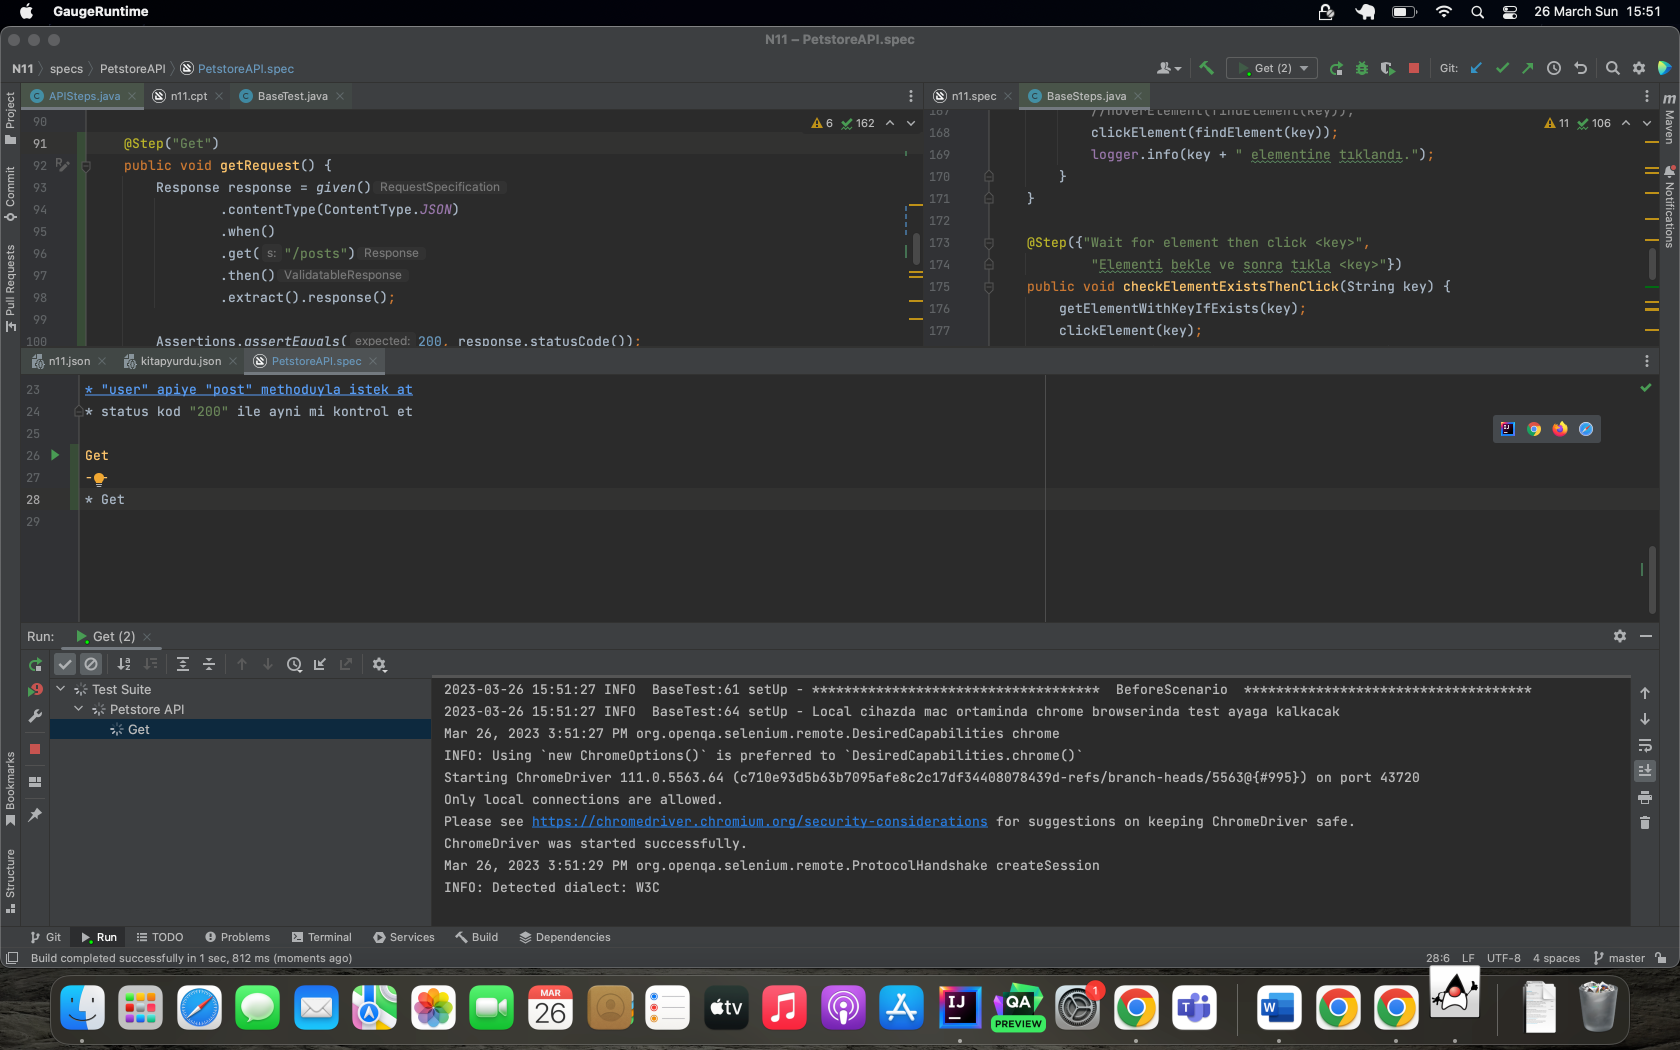 GaugeRuntime
26 March Sun 15:51
N11 – PetstoreAPI.spec
N11
specs
PetstoreAPI
PetstoreAPI.spec
Get (2)
Git:
APISteps.java
n11.cpt
BaseTest.java
n11.spec
BaseSteps.java
Project
Commit
Pull Requests
Bookmarks
Structure
Maven
Notifications
6
162
90
91 @Step("Get")
92 public void getRequest() {
93 Response response = given() RequestSpecification
94 .contentType(ContentType.JSON)
95 .when()
96 .get( s: "/posts") Response
97 .then() ValidatableResponse
98 .extract().response();
99
100 Assertions.assertEquals( expected: 200, response.statusCode());
11
106
167 //hoverElement(findElement(key));
168 clickElement(findElement(key));
169 logger.info(key + " elementine tıklandı.");
170 }
171 }
172
173 @Step({"Wait for element then click <key>",
174 "Elementi bekle ve sonra tıkla <key>"})
175 public void checkElementExistsThenClick(String key) {
176 getElementWithKeyIfExists(key);
177 clickElement(key);
n11.json
kitapyurdu.json
PetstoreAPI.spec
23 * "user" apiye "post" methoduyla istek at
24 * status kod "200" ile ayni mi kontrol et
25
26 Get
27 -
28 * Get
29
Run:
Get (2)
Test Suite
Petstore API
Get
2023-03-26 15:51:27 INFO BaseTest:61 setUp - ************************************ BeforeScenario ************************************
2023-03-26 15:51:27 INFO BaseTest:64 setUp - Local cihazda mac ortaminda chrome browserinda test ayaga kalkacak
Mar 26, 2023 3:51:27 PM org.openqa.selenium.remote.DesiredCapabilities chrome
INFO: Using `new ChromeOptions()` is preferred to `DesiredCapabilities.chrome()`
Starting ChromeDriver 111.0.5563.64 (c710e93d5b63b7095afe8c2c17df34408078439d-refs/branch-heads/5563@{#995}) on port 43720
Only local connections are allowed.
Please see https://chromedriver.chromium.org/security-considerations for suggestions on keeping ChromeDriver safe.
ChromeDriver was started successfully.
Mar 26, 2023 3:51:29 PM org.openqa.selenium.remote.ProtocolHandshake createSession
INFO: Detected dialect: W3C
Git
Run
TODO
Problems
Terminal
Services
Build
Dependencies
Build completed successfully in 1 sec, 812 ms (moments ago)
28:6
LF
UTF-8
4 spaces
master
MAR
26
tv
IJ
QA
PREVIEW
1
T
W